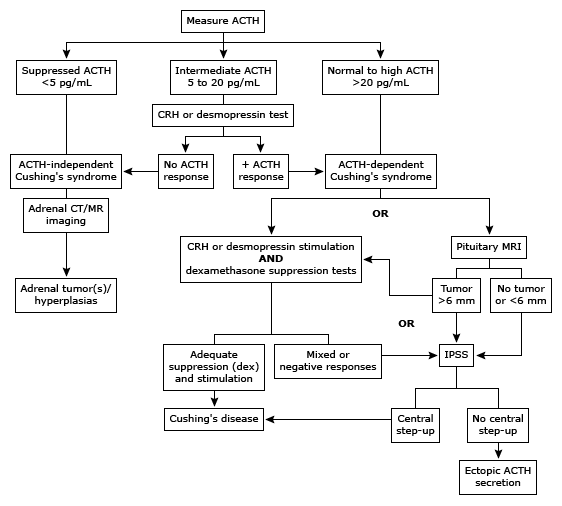 Measure ACTH
Suppressed ACTH
<5 pg/mL
Intermediate ACTH
5 to 20 pg/mL
Normal to high ACTH
>20 pg/mL
CRH or desmopressin test
ACTH-independent
Cushing's syndrome
No ACTH
response
+ ACTH
response
ACTH-dependent
Cushing's syndrome
Adrenal CT/MR
imaging
OR
CRH or desmopressin stimulation
AND
dexamethasone suppression tests
Pituitary MRI
Adrenal tumor(s)/
hyperplasias
Tumor
>6 mm
No tumor
or <6 mm
OR
Adequate
suppression (dex)
and stimulation
Mixed or
negative responses
IPSS
Cushing's disease
Central
step-up
No central
step-up
Ectopic ACTH
secretion